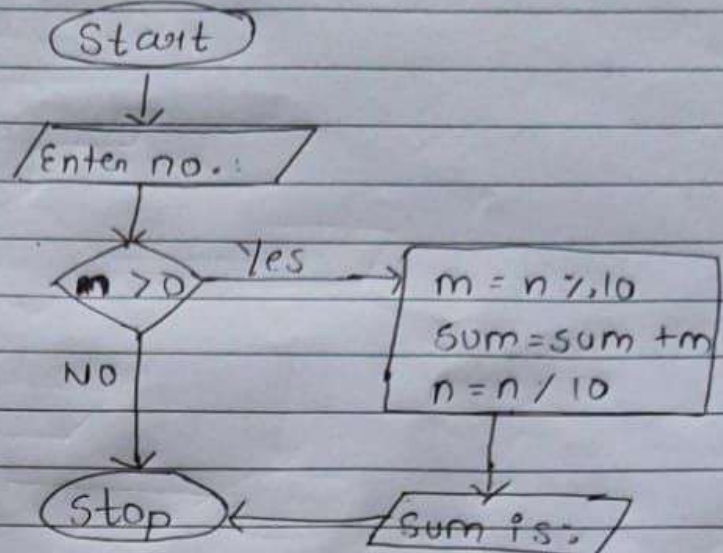 Start
Enter no.:
m > 0
Yes
m = n % 10
sum = sum + m
n = n / 10
NO
Stop
Sum is: